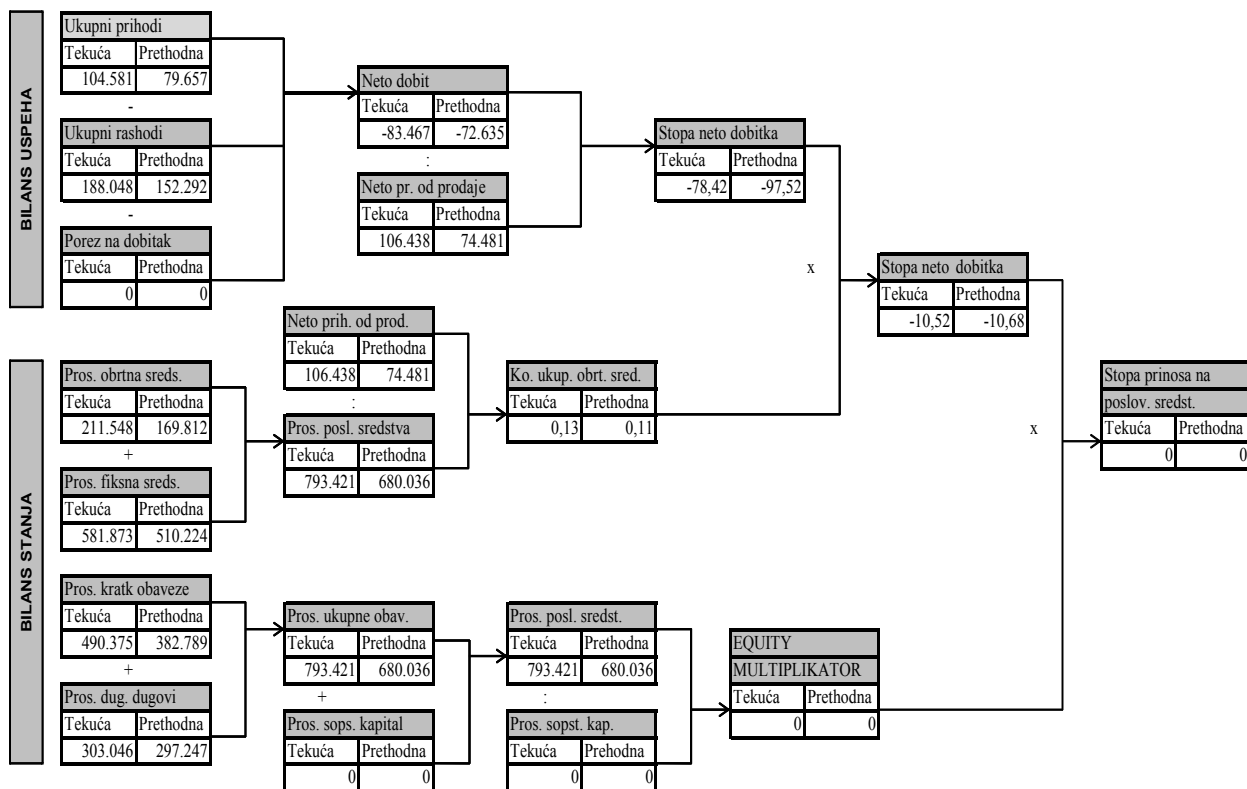 BILANS USPEHA
Ukupni prihodi
Tekuća Prethodna
104.581 79.657
-
Ukupni rashodi
Tekuća Prethodna
188.048 152.292
-
Porez na dobitak
Tekuća Prethodna
0 0
Neto dobit
Tekuća Prethodna
-83.467 -72.635
:
Neto pr. od prodaje
Tekuća Prethodna
106.438 74.481
Stopa neto dobitka
Tekuća Prethodna
-78,42 -97,52
x
Stopa neto dobitka
Tekuća Prethodna
-10,52 -10,68
BILANS STANJA
Pros. obrtna sreds.
Tekuća Prethodna
211.548 169.812
+
Pros. fiksna sreds.
Tekuća Prethodna
581.873 510.224
Neto prih. od prod.
Tekuća Prethodna
106.438 74.481
:
Pros. posl. sredstva
Tekuća Prethodna
793.421 680.036
Ko. ukup. obrt. sred.
Tekuća Prethodna
0,13 0,11
x
Stopa prinosa na
poslov. sredst.
Tekuća Prethodna
0 0
Pros. kratk obaveze
Tekuća Prethodna
490.375 382.789
+
Pros. dug. dugovi
Tekuća Prethodna
303.046 297.247
Pros. ukupne obav.
Tekuća Prethodna
793.421 680.036
+
Pros. sops. kapital
Tekuća Prethodna
0 0
Pros. posl. sredst.
Tekuća Prethodna
793.421 680.036
:
Pros. sopst. kap.
Tekuća Prehodna
0 0
EQUITY
MULTIPLIKATOR
Tekuća Prethodna
0 0